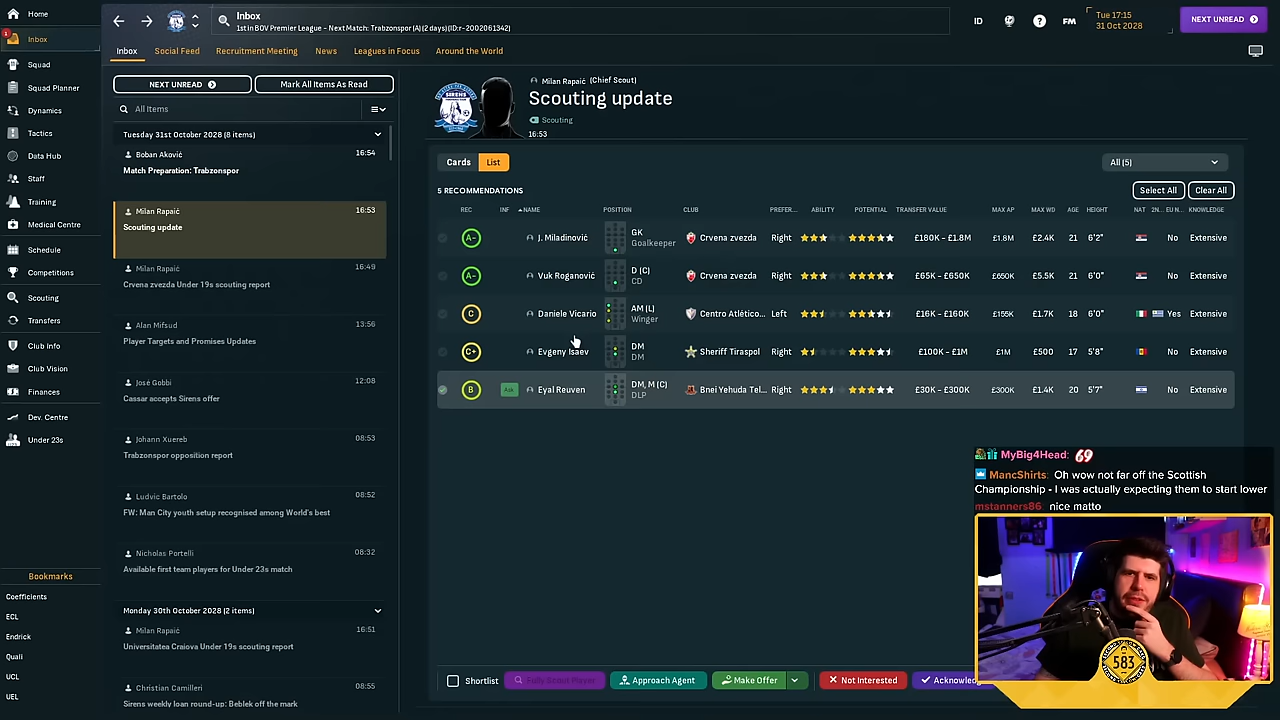 Home
Inbox
1
Squad
Squad Planner
Dynamics
Tactics
Data Hub
Staff
Training
Medical Centre
Schedule
Competitions
Scouting
Transfers
Club Info
Club Vision
Finances
Dev. Centre
Under 23s
Bookmarks
Coefficients
ECL
Endrick
Quali
UCL
UEL
Inbox
1st in BOV Premier League - Next Match: Trabzonspor (A) (2 days) (ID:r-2002061342)
ID
FM
Tue 17:15
31 Oct 2028
NEXT UNREAD
Inbox Social Feed Recruitment Meeting News Leagues in Focus Around the World
NEXT UNREAD Mark All Items As Read
All Items
Tuesday 31st October 2028 (8 items)
Boban Aković 16:54
Match Preparation: Trabzonspor
Milan Rapaić 16:53
Scouting update
Milan Rapaić 16:49
Crvena zvezda Under 19s scouting report
Alan Mifsud 13:56
Player Targets and Promises Updates
José Gobbi 12:08
Cassar accepts Sirens offer
Johann Xuereb 08:53
Trabzonspor opposition report
Ludvic Bartolo 08:52
FW: Man City youth setup recognised among World's best
Nicholas Portelli 08:32
Available first team players for Under 23s match
Monday 30th October 2028 (2 items)
Milan Rapaić 16:51
Universitatea Craiova Under 19s scouting report
Christian Camilleri 08:55
Sirens weekly loan round-up: Beblek off the mark
SIRENS
Milan Rapaić (Chief Scout)
Scouting update
Scouting
16:53
Cards List All (5)
5 RECOMMENDATIONS Select All Clear All
REC INF NAME POSITION CLUB PREFER... ABILITY POTENTIAL TRANSFER VALUE MAX AP MAX WD AGE HEIGHT NAT 2N... EU N... KNOWLEDGE
A- J. Miladinović GK Goalkeeper Crvena zvezda Right £180K - £1.8M £1.8M £2.4K 21 6'2" No Extensive
A- Vuk Roganović D (C) CD Crvena zvezda Right £65K - £650K £650K £5.5K 21 6'0" No Extensive
C Daniele Vicario AM (L) Winger Centro Atlético... Left £16K - £160K £155K £1.7K 18 6'0" Yes Extensive
C+ Evgeny Isaev DM DM Sheriff Tiraspol Right £100K - £1M £1M £500 17 5'8" No Extensive
B Ask Eyal Reuven DM, M (C) DLP Bnei Yehuda Tel... Right £30K - £300K £300K £1.4K 20 5'7" No Extensive
MyBig4Head: 69
MancShirts: Oh wow not far off the Scottish
Championship - I was actually expecting them to start lower
mstanners86: nice matto
583
Shortlist Fully Scout Player Approach Agent Make Offer Not Interested Acknowledg